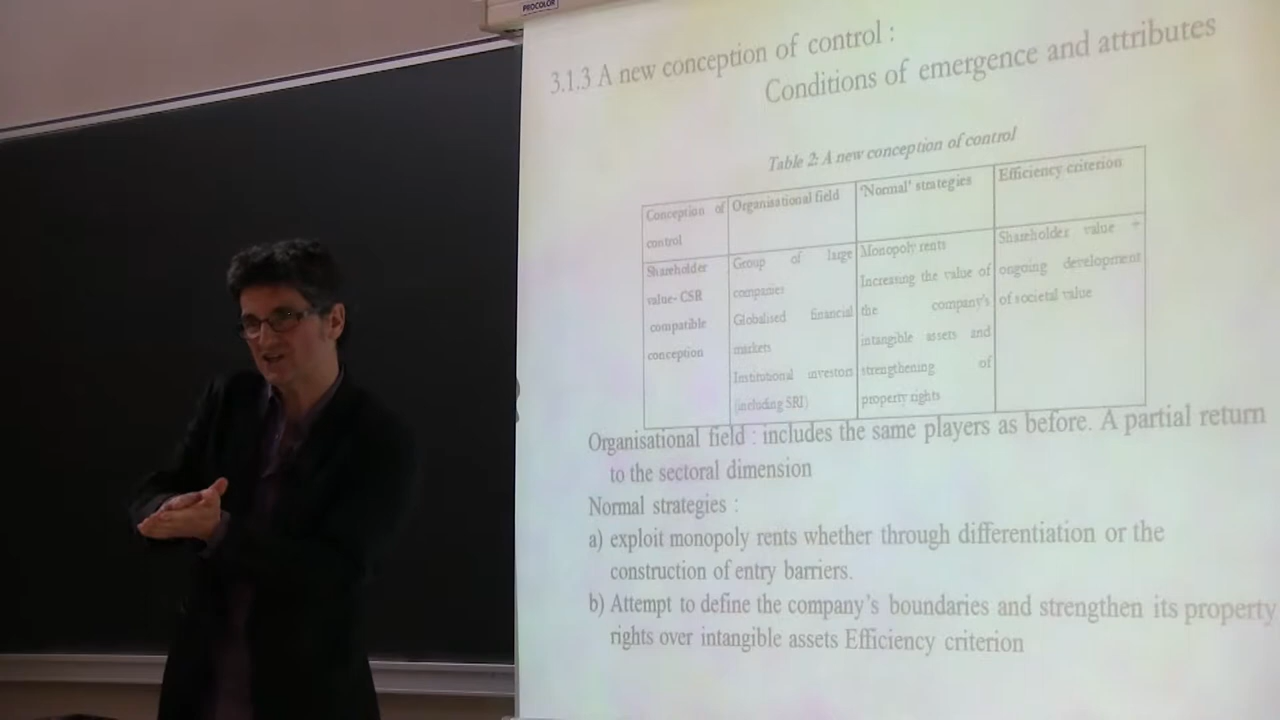 PROCOLOR
3.1.3 A new conception of control :
Conditions of emergence and attributes
Table 2: A new conception of control
Conception of
control
Organisational field
'Normal' strategies
Efficiency criterion
Shareholder
value- CSR
compatible
conception
Group of large
companies
Globalised financial
markets
Institutional investors
(including SRI)
Monopoly rents
Increasing the value of
the company's
intangible assets and
strengthening of
property rights
Shareholder value +
ongoing development
of societal value
Organisational field : includes the same players as before. A partial return
to the sectoral dimension
Normal strategies :
a) exploit monopoly rents whether through differentiation or the
construction of entry barriers.
b) Attempt to define the company's boundaries and strengthen its property
rights over intangible assets Efficiency criterion